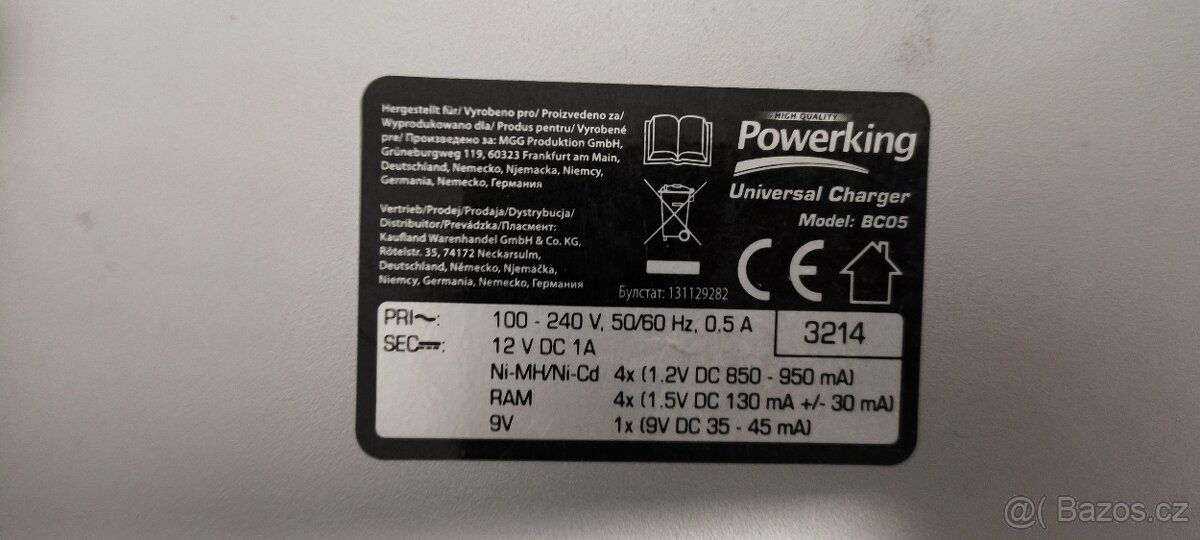 Hergestellt für/ Vyrobeno pro/ Proizvedeno za/
Wyprodukowano dla/ Produs pentru/ Vyrobené
pre/ Произведено за: MGG Produktion GmbH,
Grüneburgweg 119, 60323 Frankfurt am Main,
Deutschland, Nemecko, Njemacka, Niemcy,
Germania, Nemecko, Германия
Vertrieb/Prodej/Prodaja/Dystrybucja/
Distribuitor/Prevádzka/Пласмент:
Kaufland Warenhandel GmbH & Co. KG,
Rötelstr. 35, 74172 Neckarsulm,
Deutschland, Německo, Njemačka,
Niemcy, Germania, Nemecko, Германия
HIGH QUALITY
Powerking
Universal Charger
Model: BC05
CE
Булстат: 131129282
PRI~: 100 - 240 V, 50/60 Hz, 0.5 A
3214
SEC⎓: 12 V DC 1A
Ni-MH/Ni-Cd 4x (1.2V DC 850 - 950 mA)
RAM 4x (1.5V DC 130 mA +/- 30 mA)
9V 1x (9V DC 35 - 45 mA)
@( Bazos.cz